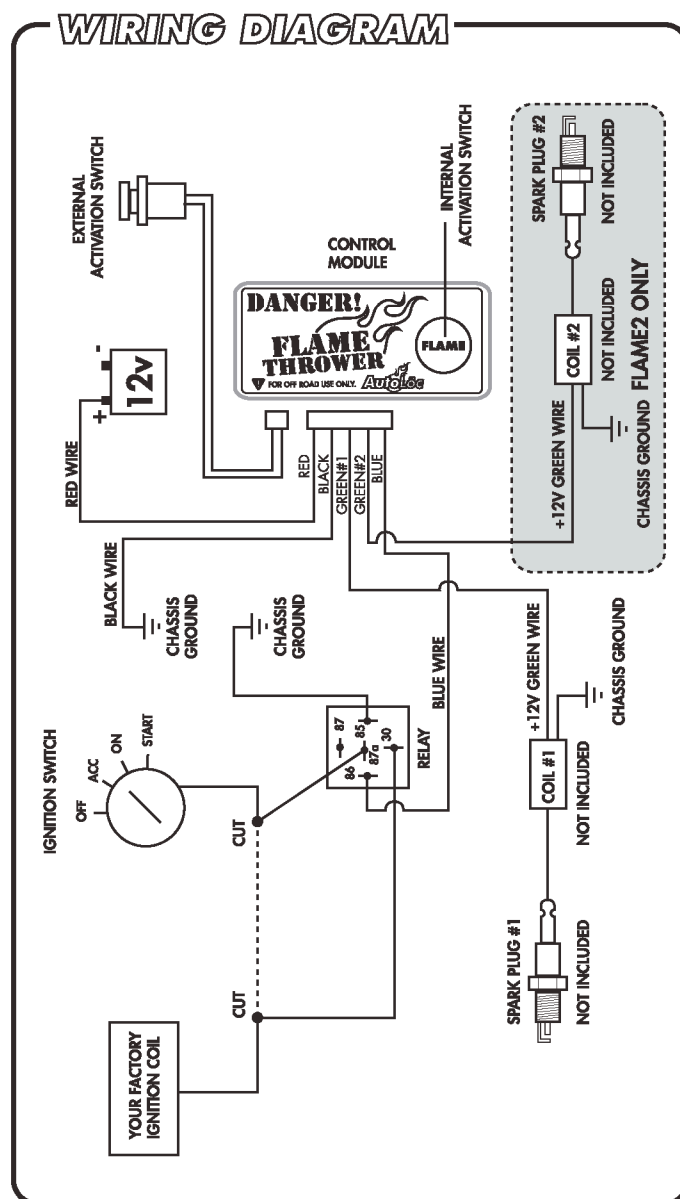 WIRING DIAGRAM
EXTERNAL
ACTIVATION SWITCH
INTERNAL
ACTIVATION SWITCH
CONTROL
MODULE
DANGER!
FLAME
THROWER
FOR OFF ROAD USE ONLY.
AutoLoc
FLAME
12v
+
-
RED WIRE
RED
BLACK
GREEN#1
GREEN#2
BLUE
SPARK PLUG #2
NOT INCLUDED
COIL #2
NOT INCLUDED
FLAME2 ONLY
+12V GREEN WIRE
CHASSIS GROUND
BLACK WIRE
CHASSIS
GROUND
CHASSIS
GROUND
BLUE WIRE
IGNITION SWITCH
OFF
ACC
ON
START
87
86
85
87a
30
RELAY
CUT
CUT
YOUR FACTORY
IGNITION COIL
+12V GREEN WIRE
CHASSIS GROUND
COIL #1
NOT INCLUDED
SPARK PLUG #1
NOT INCLUDED